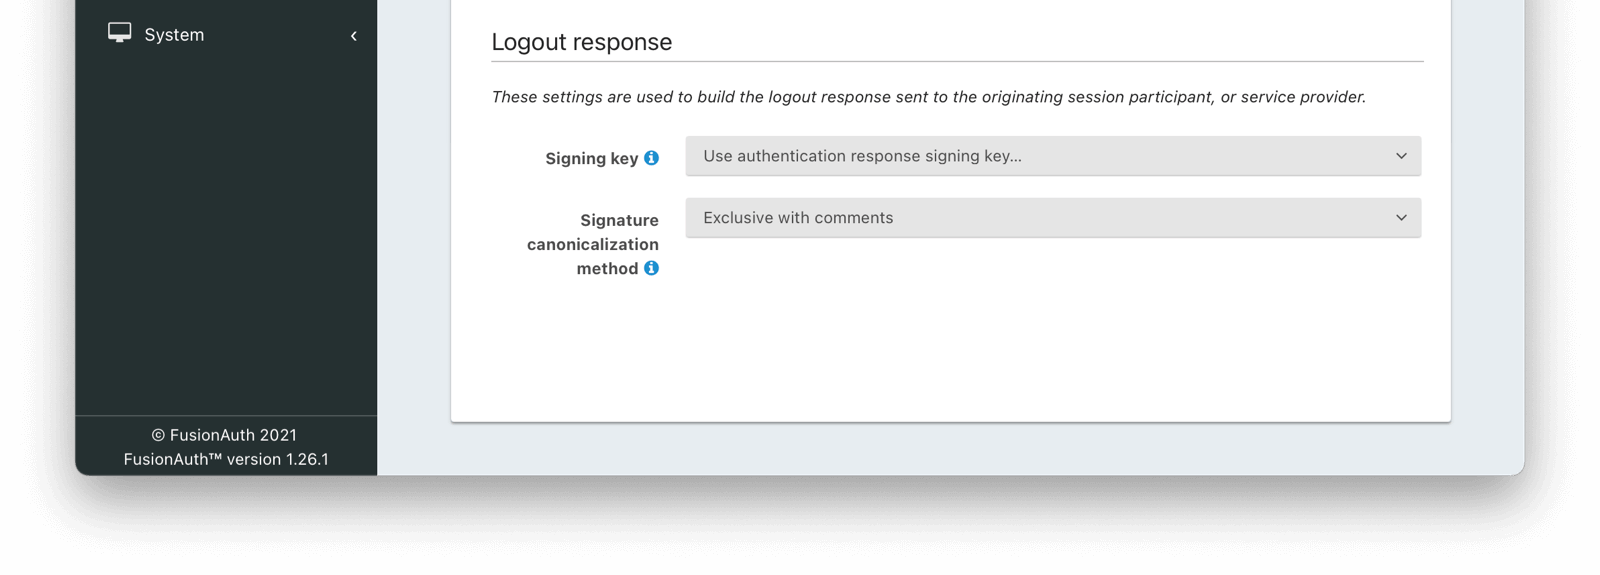 System
Logout response
These settings are used to build the logout response sent to the originating session participant, or service provider.
Signing key
Use authentication response signing key...
Signature
canonicalization
method
Exclusive with comments
© FusionAuth 2021
FusionAuth™ version 1.26.1